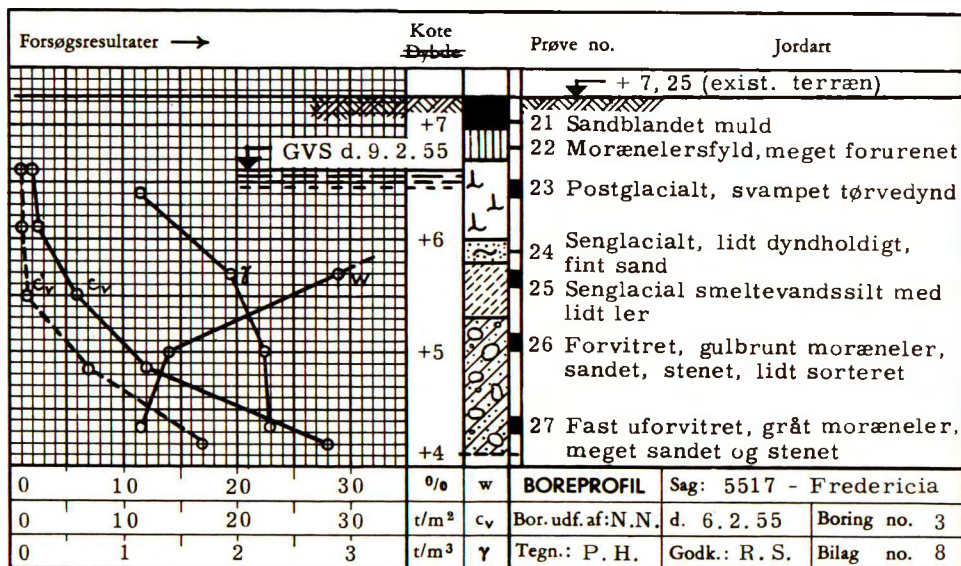 Forsøgsresultater
Kote
Dybde
Prøve no.
Jordart
+ 7, 25 (exist. terræn)
+7
21 Sandblandet muld
GVS d.9.2.55
22 Morænelersfyld, meget forurenet
23 Postglacialt, svampet tørvedynd
+6
24 Senglacialt, lidt dyndholdigt,
fint sand
γ
w
c'v
cv
25 Senglacial smeltevandssilt med
lidt ler
+5
26 Forvitret, gulbrunt moræneler,
sandet, stenet, lidt sorteret
27 Fast uforvitret, gråt moræneler,
meget sandet og stenet
+4
0 10 20 30 % w
BOREPROFIL
Sag: 5517 - Fredericia
0 10 20 30 t/m² cv
Bor. udf. af: N.N.
d. 6.2.55
Boring no. 3
0 1 2 3 t/m³ γ
Tegn.: P. H.
Godk.: R. S.
Bilag no. 8